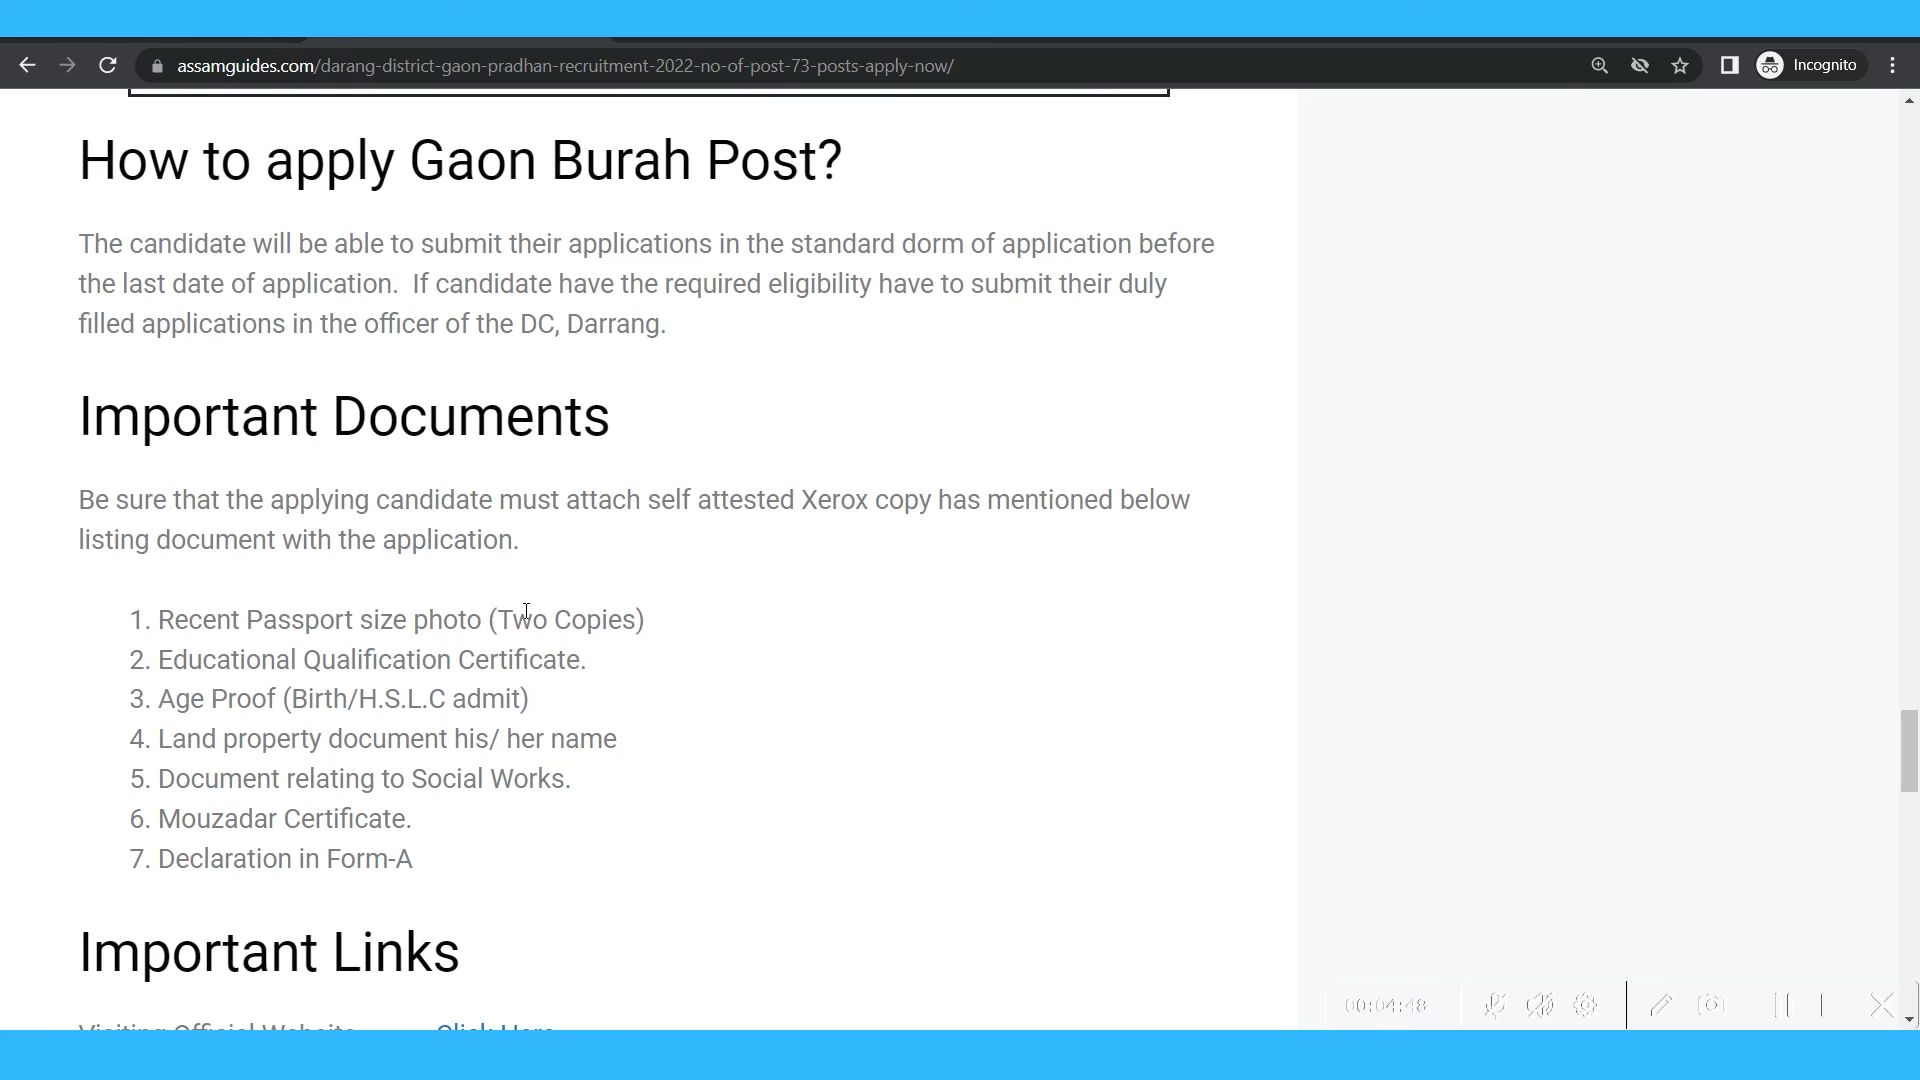 assamguides.com/darang-district-gaon-pradhan-recruitment-2022-no-of-post-73-posts-apply-now/
Incognito
How to apply Gaon Burah Post?
The candidate will be able to submit their applications in the standard dorm of application before
the last date of application.  If candidate have the required eligibility have to submit their duly
filled applications in the officer of the DC, Darrang.
Important Documents
Be sure that the applying candidate must attach self attested Xerox copy has mentioned below
listing document with the application.
1. Recent Passport size photo (Two Copies)
2. Educational Qualification Certificate.
3. Age Proof (Birth/H.S.L.C admit)
4. Land property document his/ her name
5. Document relating to Social Works.
6. Mouzadar Certificate.
7. Declaration in Form-A
Important Links
Visiting Official Website Click Here
00:04:48